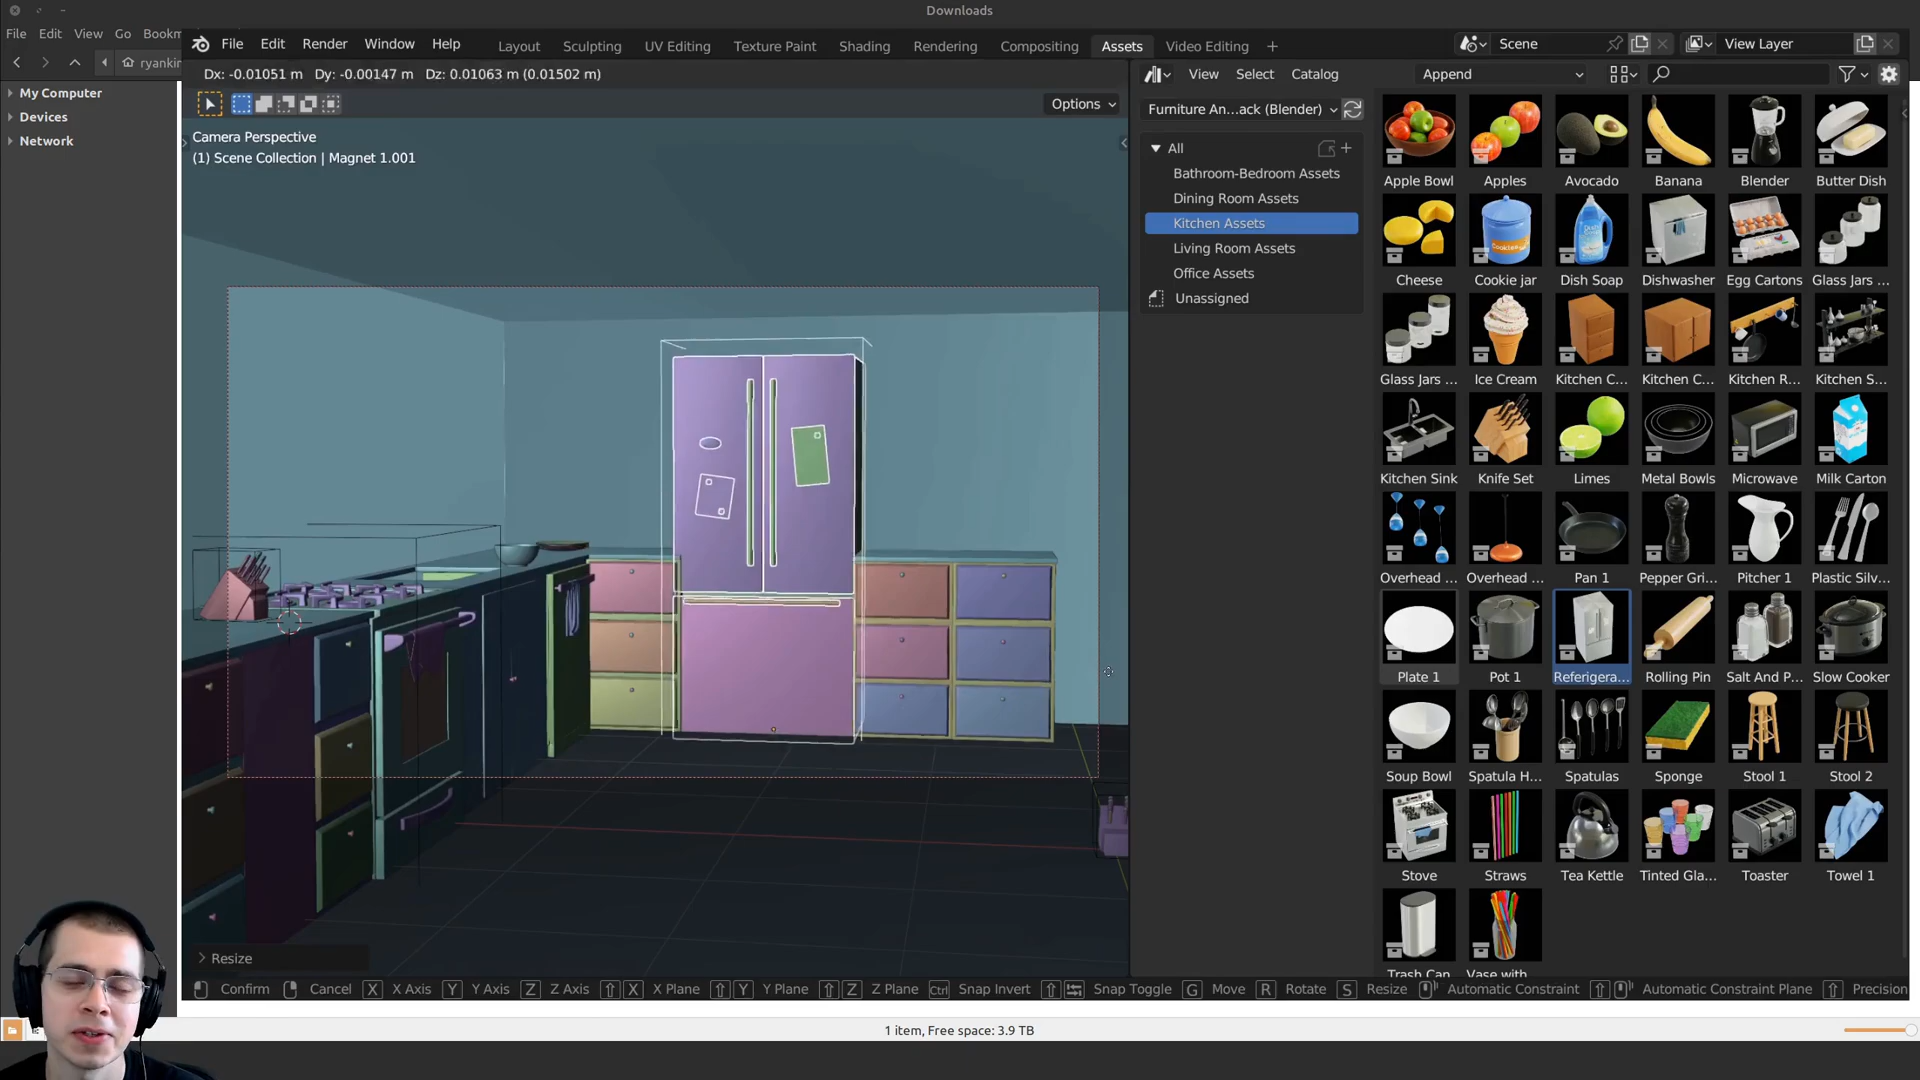 Downloads
File Edit View Go Bookm
File Edit Render Window Help Layout Sculpting UV Editing Texture Paint Shading Rendering Compositing Assets Video Editing Scene View Layer
ryankin
Dx: -0.01051 m Dy: -0.00147 m Dz: 0.01063 m (0.01502 m)
View Select Catalog Append
My Computer
Devices
Network
Options
Furniture An...ack (Blender)
Camera Perspective
(1) Scene Collection | Magnet 1.001
All
Bathroom-Bedroom Assets
Dining Room Assets
Kitchen Assets
Living Room Assets
Office Assets
Unassigned
Apple Bowl Apples Avocado Banana Blender Butter Dish
Cheese Cookie jar Dish Soap Dishwasher Egg Cartons Glass Jars ...
Glass Jars ... Ice Cream Kitchen C... Kitchen C... Kitchen R... Kitchen S...
Kitchen Sink Knife Set Limes Metal Bowls Microwave Milk Carton
Overhead ... Overhead ... Pan 1 Pepper Gri... Pitcher 1 Plastic Silv...
Plate 1 Pot 1 Referigera... Rolling Pin Salt And P... Slow Cooker
Soup Bowl Spatula H... Spatulas Sponge Stool 1 Stool 2
Stove Straws Tea Kettle Tinted Gla... Toaster Towel 1
Trash Can Vase with
Resize
Confirm Cancel X X Axis Y Y Axis Z Z Axis X X Plane Y Y Plane Z Z Plane Ctrl Snap Invert Snap Toggle G Move R Rotate S Resize Automatic Constraint Automatic Constraint Plane Precision
1 item, Free space: 3.9 TB